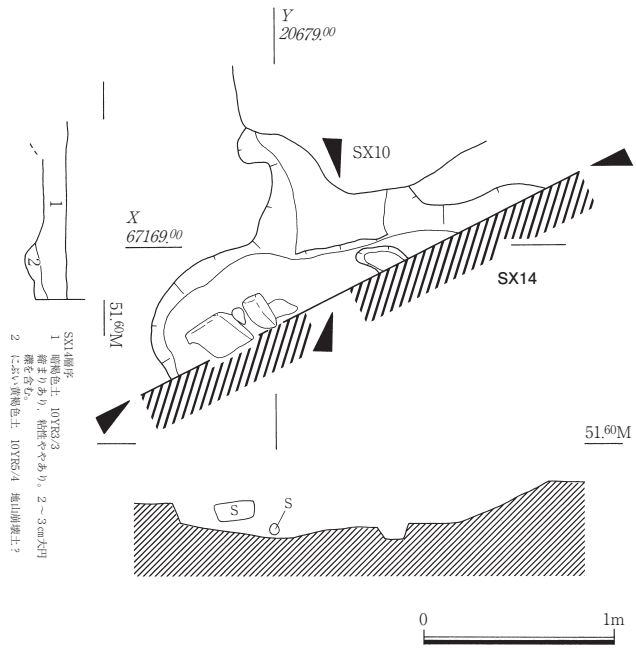 Y
20679.00
SX10
X
67169.00
SX14
1
2
51.60M
SX14層序
1 暗褐色土 10YR3/3
締まりあり、粘性ややあり。2～3cm大円
礫を含む。
2 にぶい黄褐色土 10YR5/4 地山崩壊土？
51.60M
S
S
0 1m